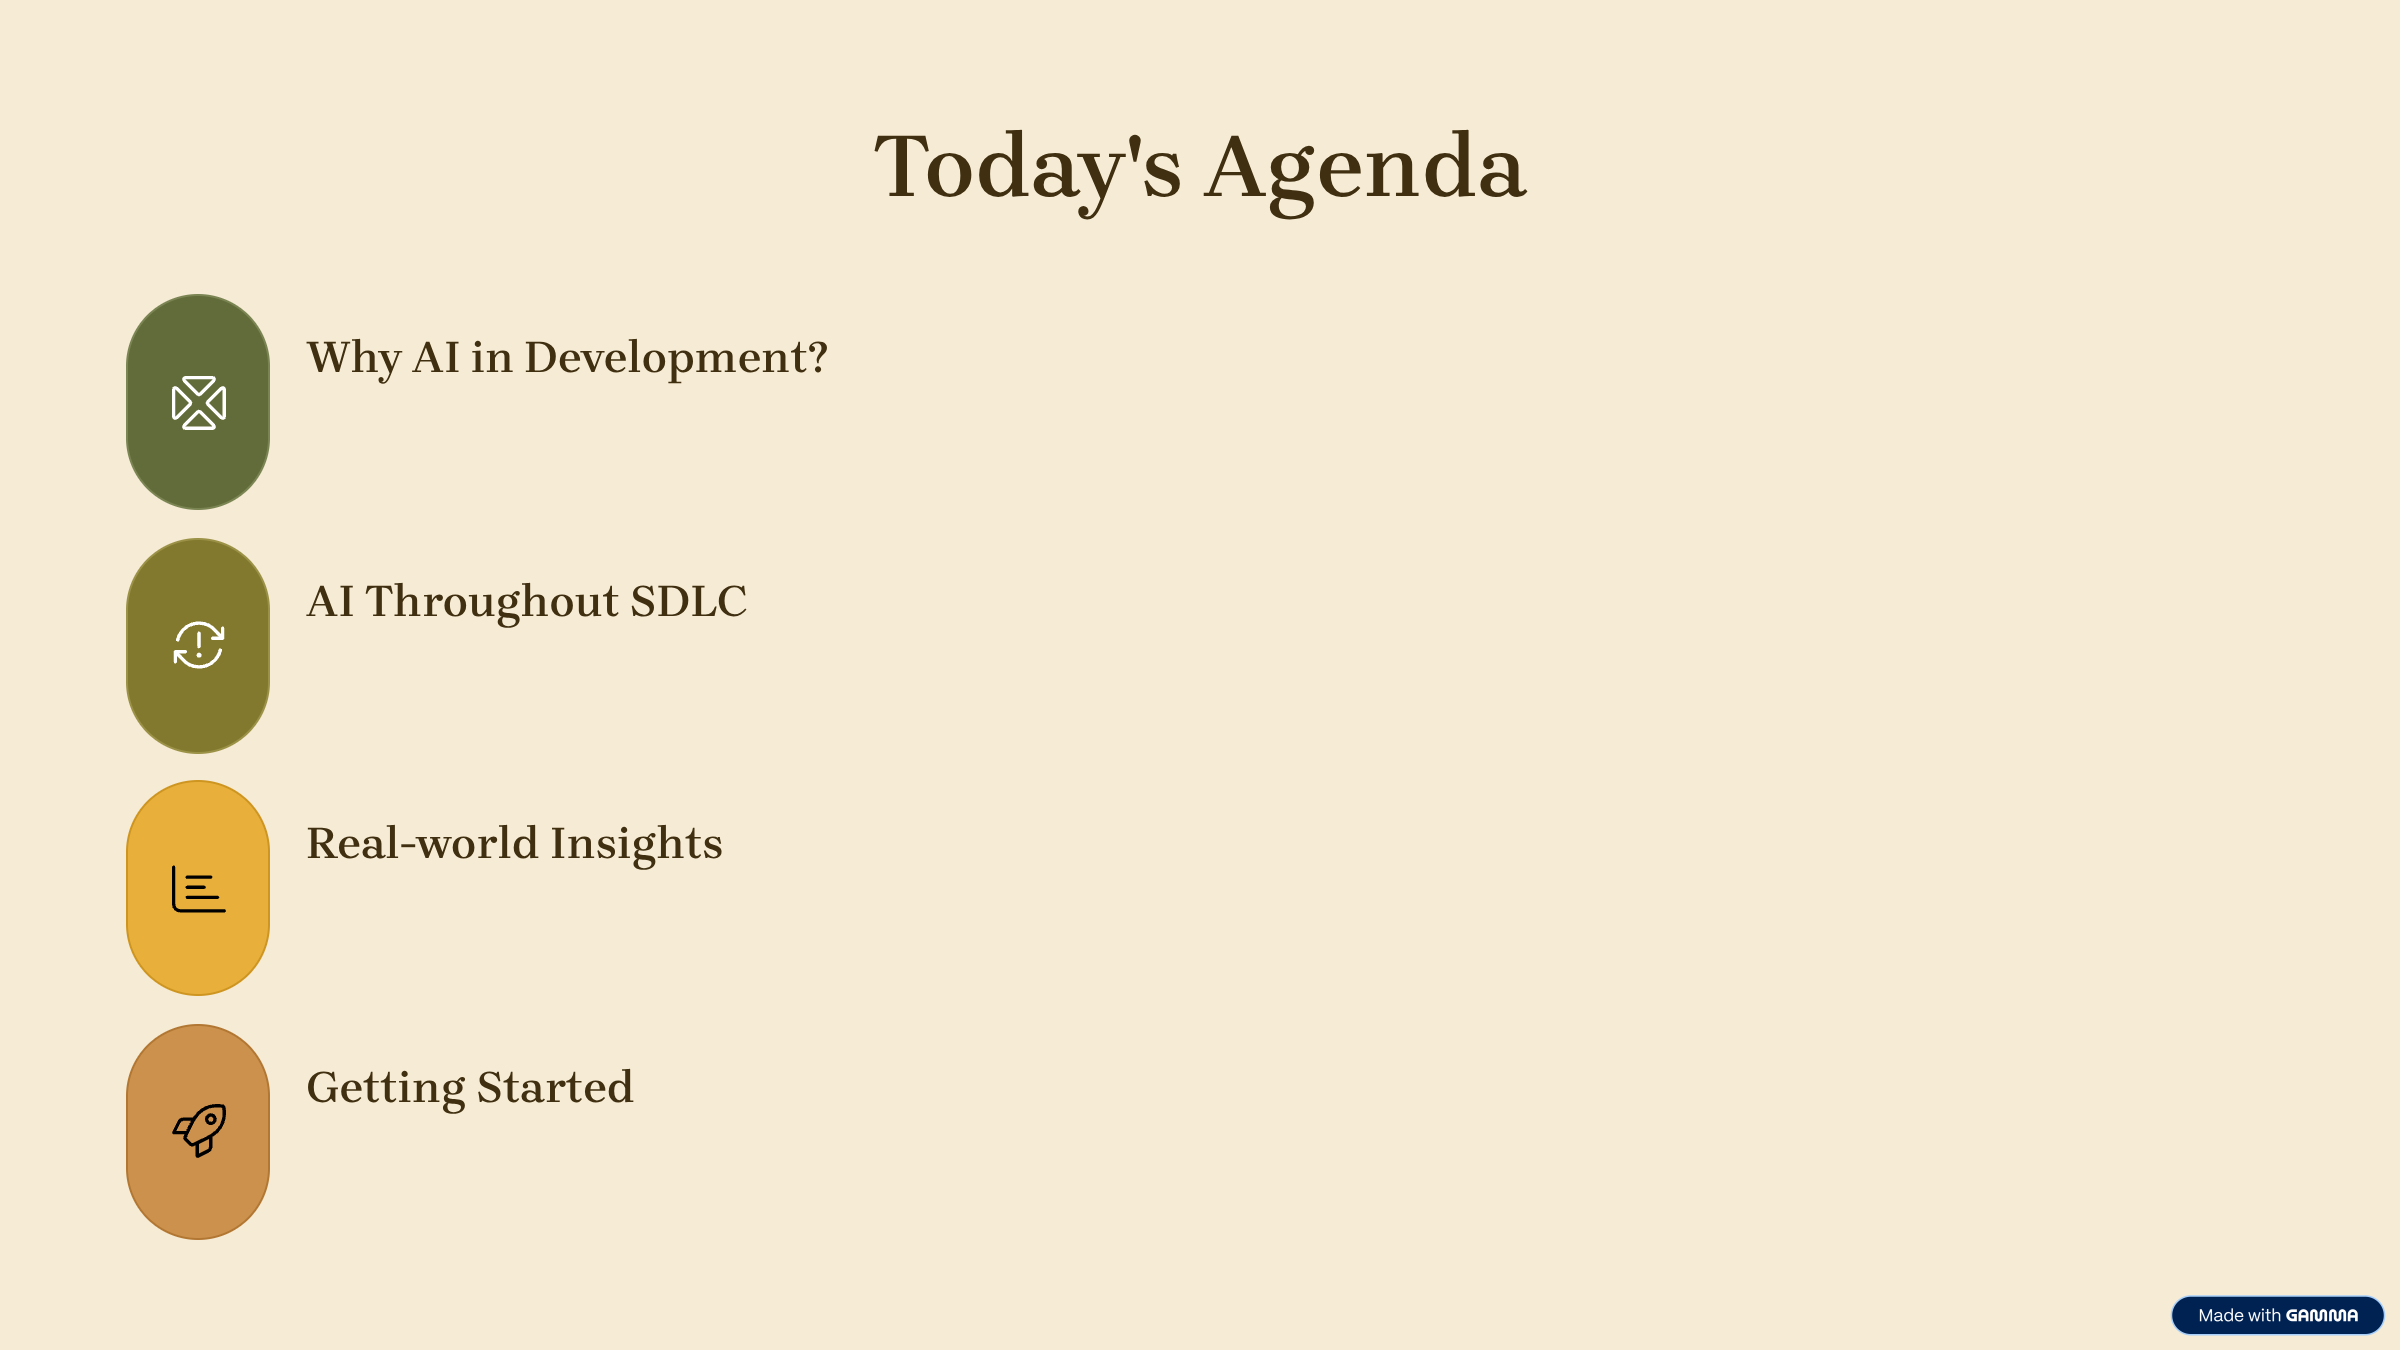 Today's Agenda
Why AI in Development?
AI Throughout SDLC
Real-world Insights
Getting Started
Made with GAMMA